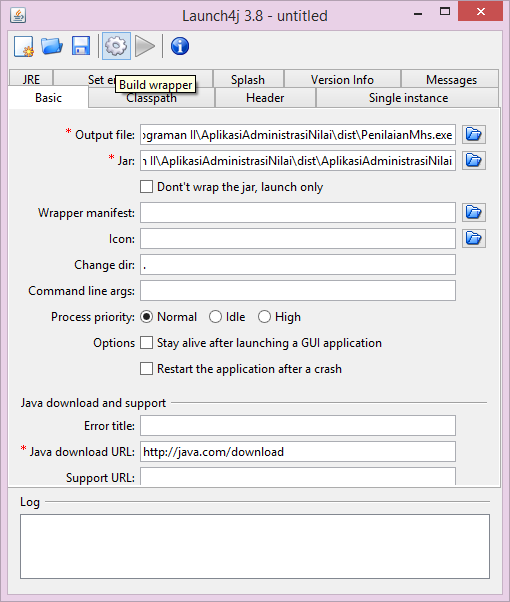 Launch4j 3.8 - untitled
JRE Splash Version Info Messages
Build wrapper
Basic Classpath Header Single instance
* Output file: ograman II\AplikasiAdministrasiNilai\dist\PenilaianMhs.exe
* Jar: n II\AplikasiAdministrasiNilai\dist\AplikasiAdministrasiNilai
Dont't wrap the jar, launch only
Wrapper manifest:
Icon:
Change dir: .
Command line args:
Process priority: Normal Idle High
Options Stay alive after launching a GUI application
Restart the application after a crash
Java download and support
Error title:
* Java download URL: http://java.com/download
Support URL:
Log